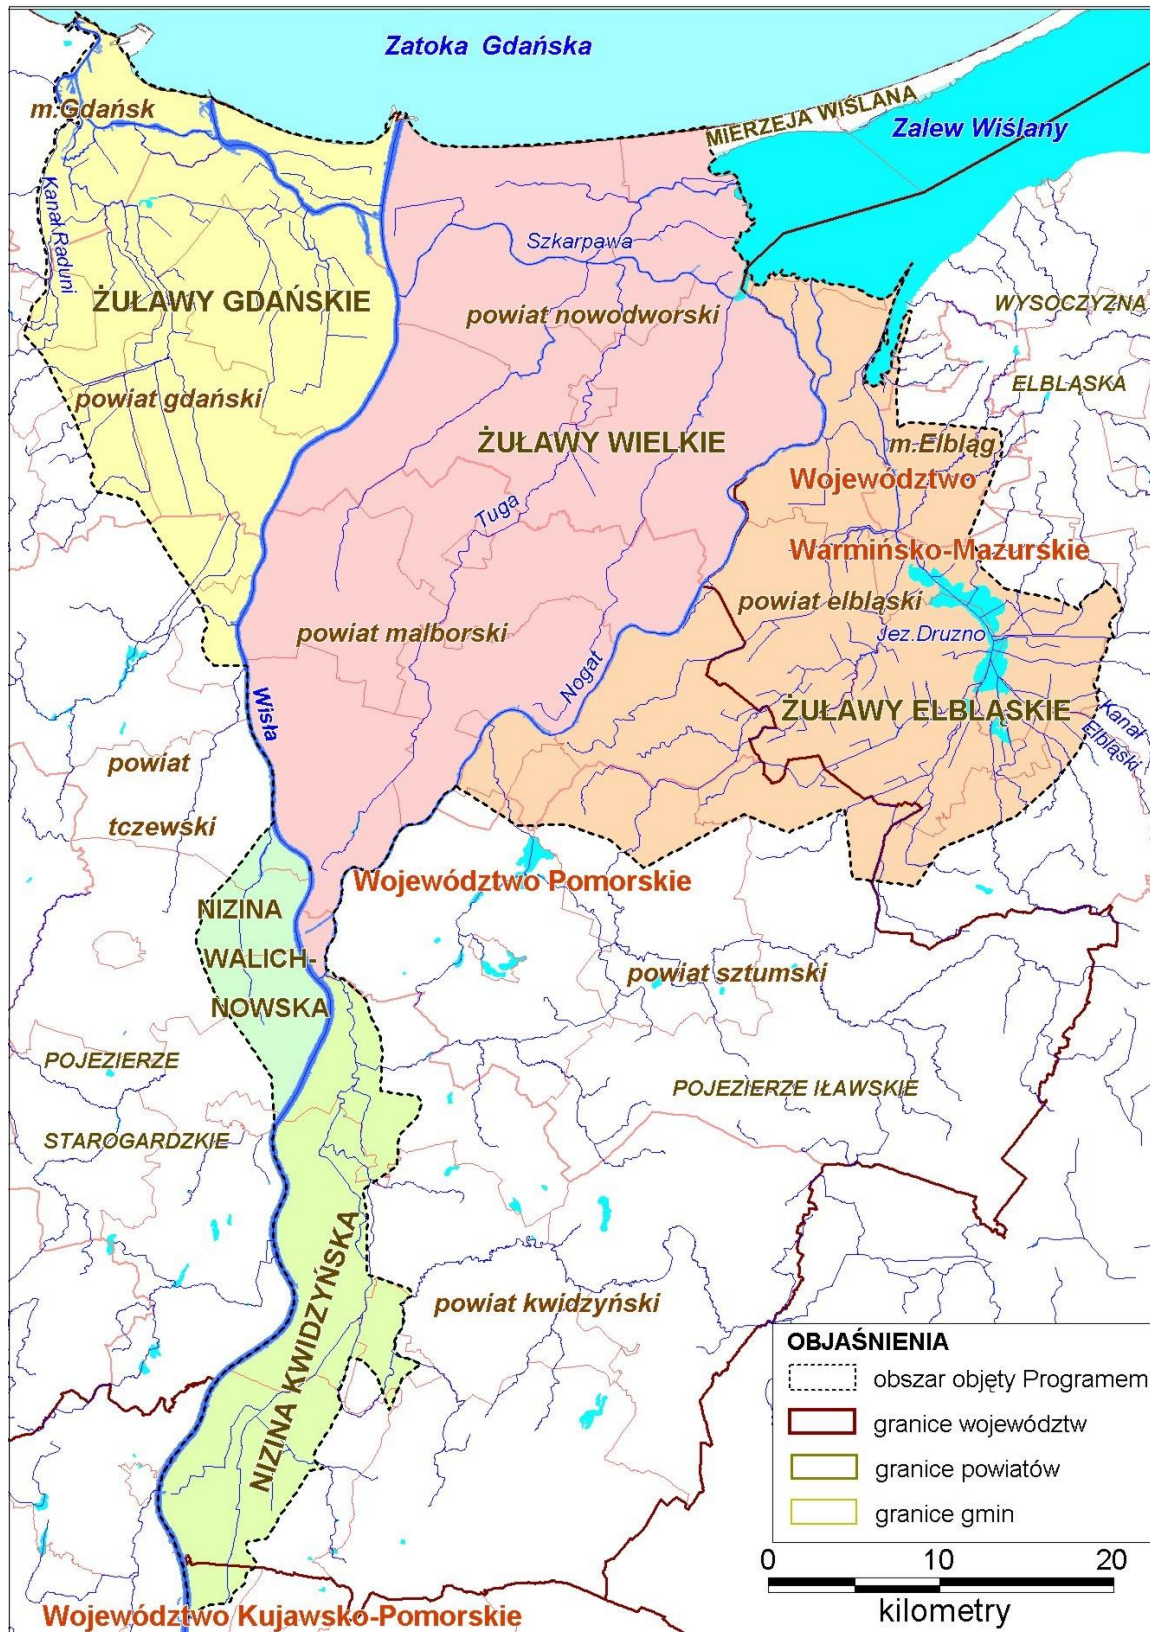 Zatoka Gdańska
m.Gdańsk
MIERZEJA WIŚLANA
Zalew Wiślany
Kanał Raduni
Szkarpawa
ŻUŁAWY GDAŃSKIE
powiat nowodworski
WYSOCZYZNA
ELBLĄSKA
powiat gdański
ŻUŁAWY WIELKIE
m.Elbląg
Województwo
Warmińsko-Mazurskie
Tuga
powiat elbląski
powiat malborski
Jez.Druzno
Nogat
Wisła
ŻUŁAWY ELBLĄSKIE
Kanał
Elbląski
powiat
tczewski
Województwo Pomorskie
NIZINA
WALICH-
NOWSKA
powiat sztumski
POJEZIERZE
STAROGARDZKIE
POJEZIERZE IŁAWSKIE
NIZINA KWIDZYŃSKA
powiat kwidzyński
OBJAŚNIENIA
obszar objęty Programem
granice województw
granice powiatów
granice gmin
0 10 20
kilometry
Województwo Kujawsko-Pomorskie